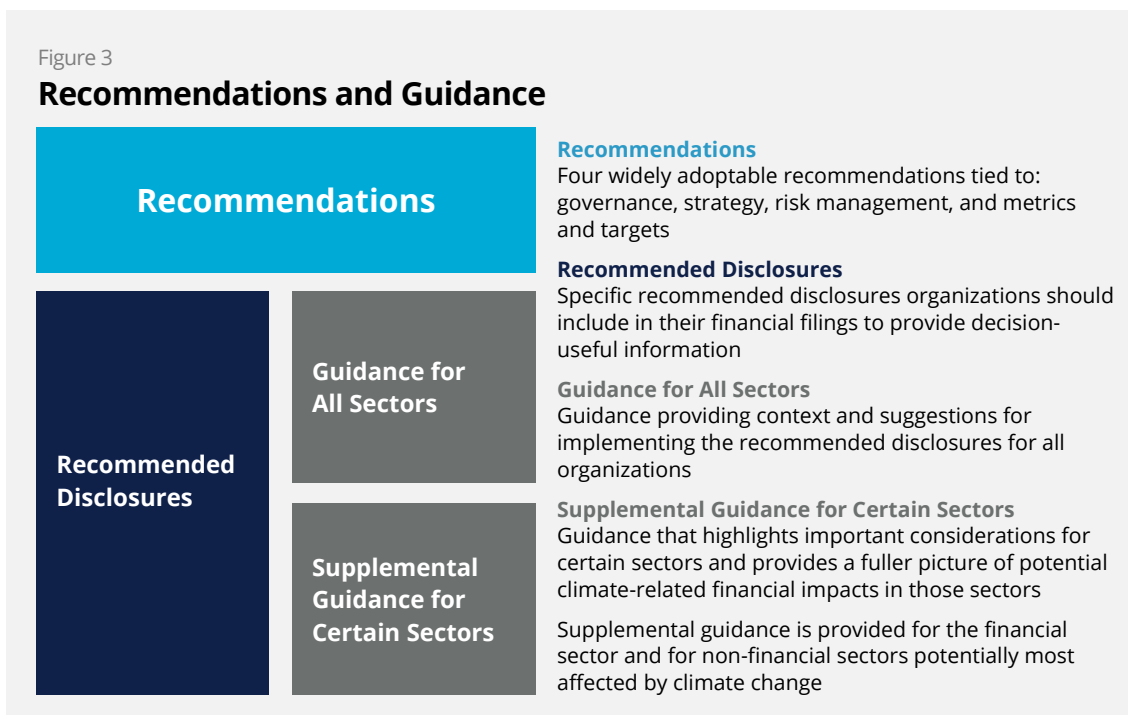 Figure 3
Recommendations and Guidance
Recommendations
Recommended
Disclosures
Guidance for
All Sectors
Supplemental
Guidance for
Certain Sectors
Recommendations
Four widely adoptable recommendations tied to:
governance, strategy, risk management, and metrics
and targets
Recommended Disclosures
Specific recommended disclosures organizations should
include in their financial filings to provide decision-
useful information
Guidance for All Sectors
Guidance providing context and suggestions for
implementing the recommended disclosures for all
organizations
Supplemental Guidance for Certain Sectors
Guidance that highlights important considerations for
certain sectors and provides a fuller picture of potential
climate-related financial impacts in those sectors
Supplemental guidance is provided for the financial
sector and for non-financial sectors potentially most
affected by climate change